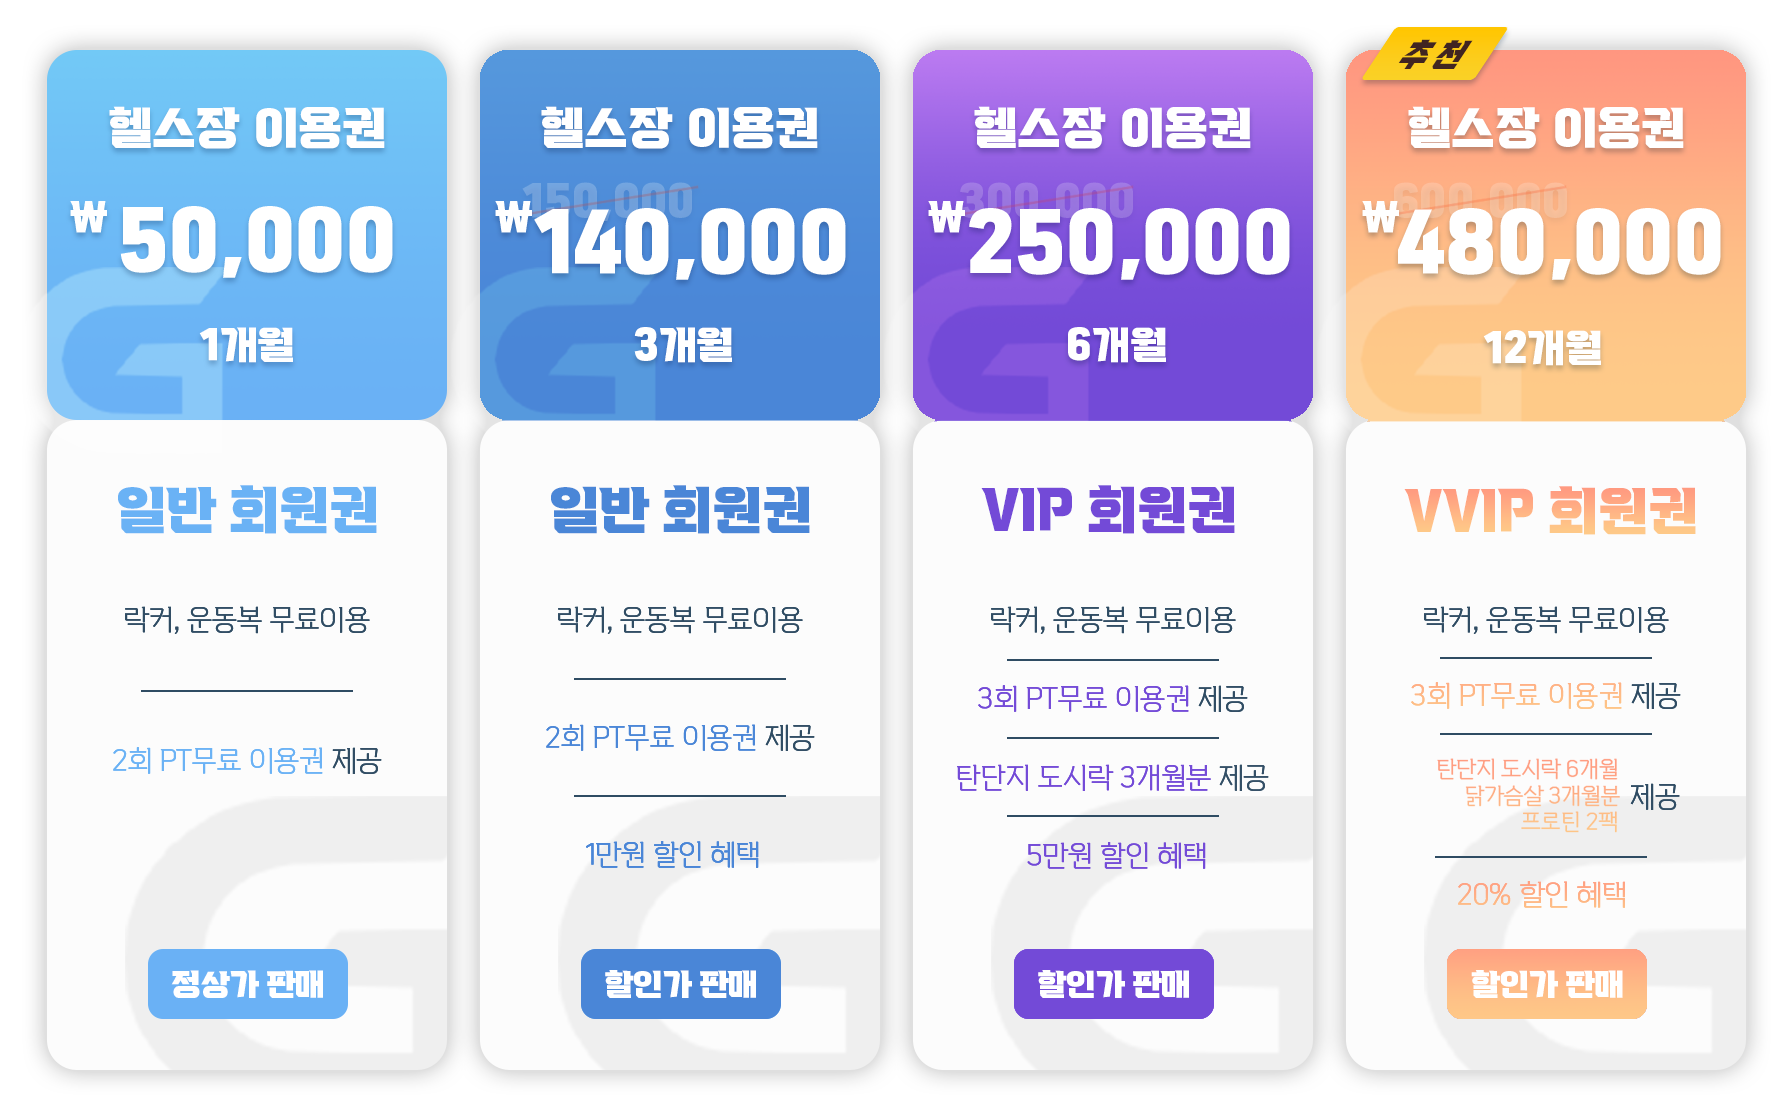 헬스장 이용권
₩50,000
1개월
일반 회원권
락커, 운동복 무료이용
2회 PT무료 이용권 제공
정상가 판매
헬스장 이용권
150,000
₩140,000
3개월
일반 회원권
락커, 운동복 무료이용
2회 PT무료 이용권 제공
1만원 할인 혜택
할인가 판매
헬스장 이용권
300,000
₩250,000
6개월
VIP 회원권
락커, 운동복 무료이용
3회 PT무료 이용권 제공
탄단지 도시락 3개월분 제공
5만원 할인 혜택
할인가 판매
추천
헬스장 이용권
600,000
₩480,000
12개월
VVIP 회원권
락커, 운동복 무료이용
3회 PT무료 이용권 제공
탄단지 도시락 6개월
닭가슴살 3개월분
프로틴 2팩
제공
20% 할인 혜택
할인가 판매